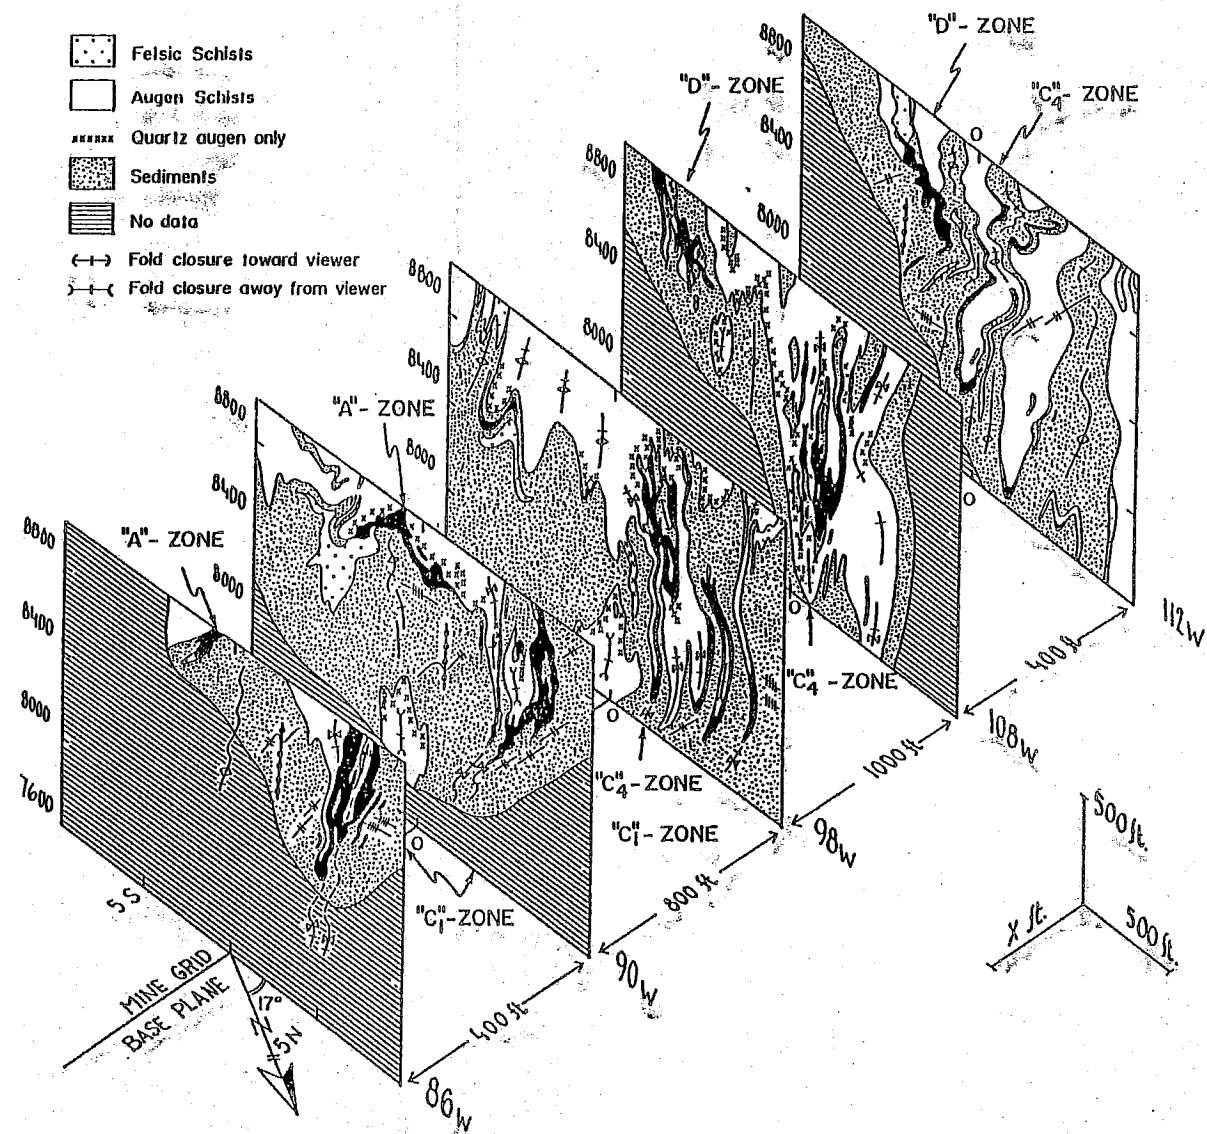 Felsic Schists
Augen Schists
Quartz augen only
Sediments
No data
Fold closure toward viewer
Fold closure away from viewer
"D"- ZONE
"C4"- ZONE
8800
8400
8000
O
O
"D"- ZONE
8800
8400
8000
O
"C4"- ZONE
8800
8400
8000
O
"C4"- ZONE
"C1"- ZONE
"A"- ZONE
8800
8400
8000
O
"C1"-ZONE
"A"- ZONE
8800
8400
8000
7600
5 S
MINE GRID
BASE PLANE
17°
N
5 N
86W
400 ft
90W
800 ft
98W
1000 ft
108W
400 ft
112W
500 ft.
500 ft.
X ft.